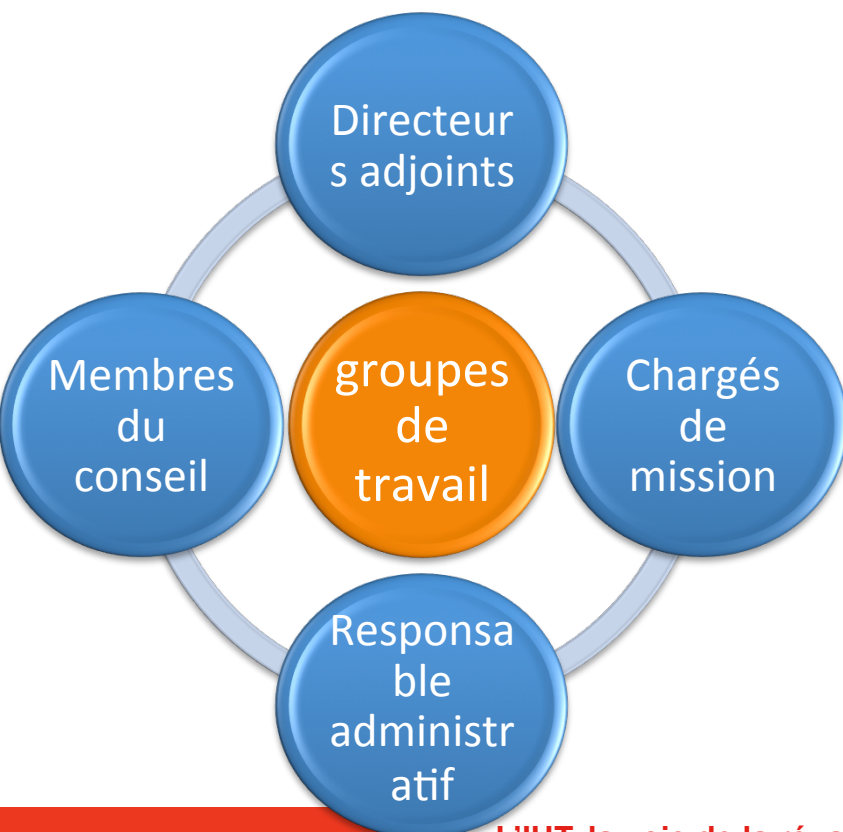 Directeur
s adjoints
Membres
du
conseil
groupes
de
travail
Chargés
de
mission
Responsa
ble
administr
atif